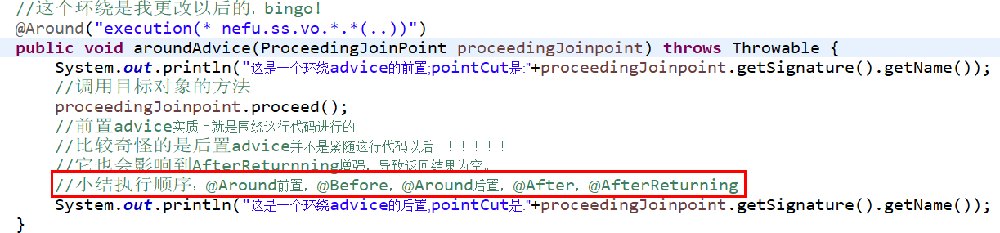 //这个环绕是我更改以后的, bingo!
@Around("execution(* nefu.ss.vo.*.*(..))")
public void aroundAdvice(ProceedingJoinPoint proceedingJoinpoint) throws Throwable {
System.out.println("这是一个环绕advice的前置;pointCut是:"+proceedingJoinpoint.getSignature().getName());
//调用目标对象的方法
proceedingJoinpoint.proceed();
//前置advice实质上就是围绕这行代码进行的
//比较奇怪的是后置advice并不是紧随这行代码以后！！！！！！
//它也会影响到AfterReturnning增强，导致返回结果为空。
//小结执行顺序：@Around前置，@Before，@Around后置，@After，@AfterReturning
System.out.println("这是一个环绕advice的后置;pointCut是:"+proceedingJoinpoint.getSignature().getName());
}